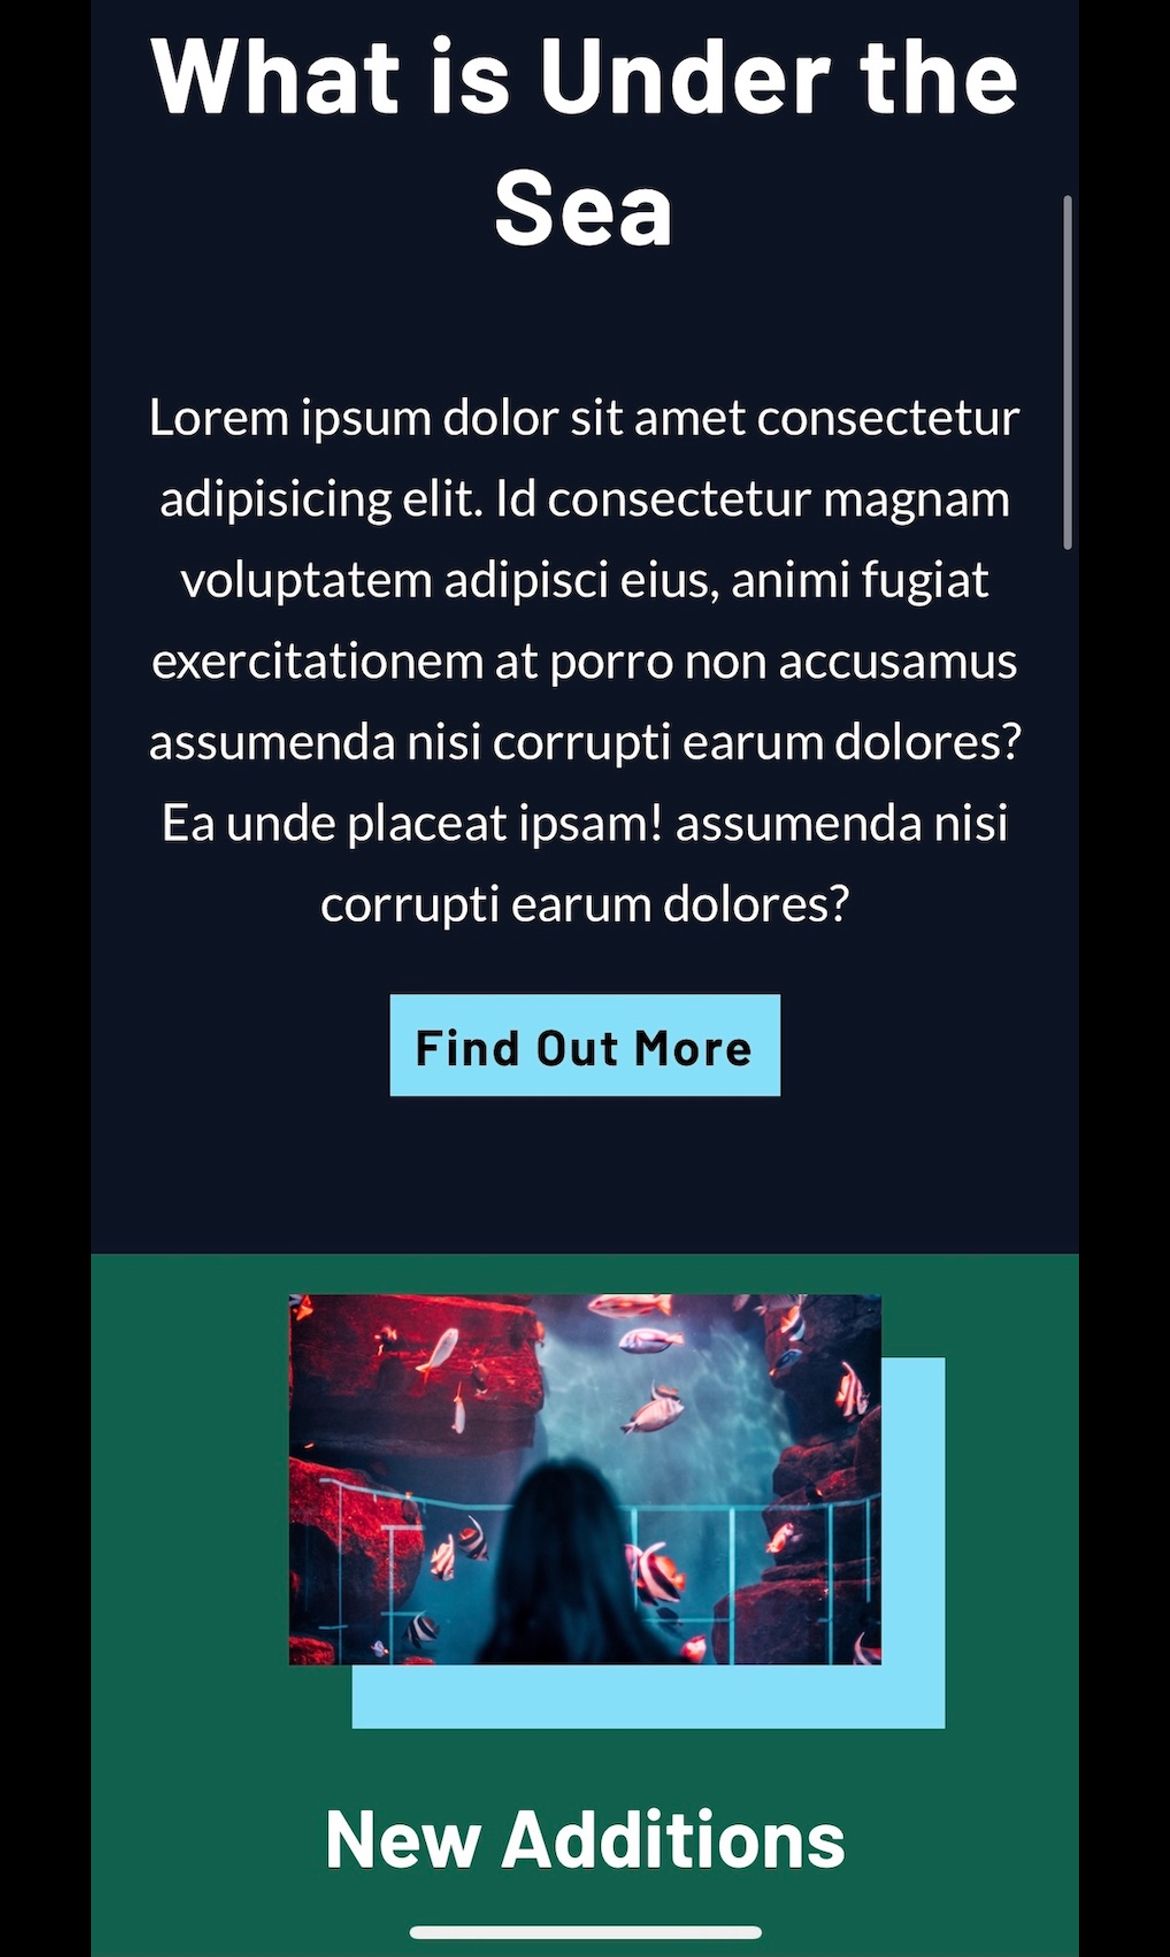 What is Under the
Sea
Lorem ipsum dolor sit amet consectetur
adipisicing elit. Id consectetur magnam
voluptatem adipisci eius, animi fugiat
exercitationem at porro non accusamus
assumenda nisi corrupti earum dolores?
Ea unde placeat ipsam! assumenda nisi
corrupti earum dolores?
Find Out More
New Additions